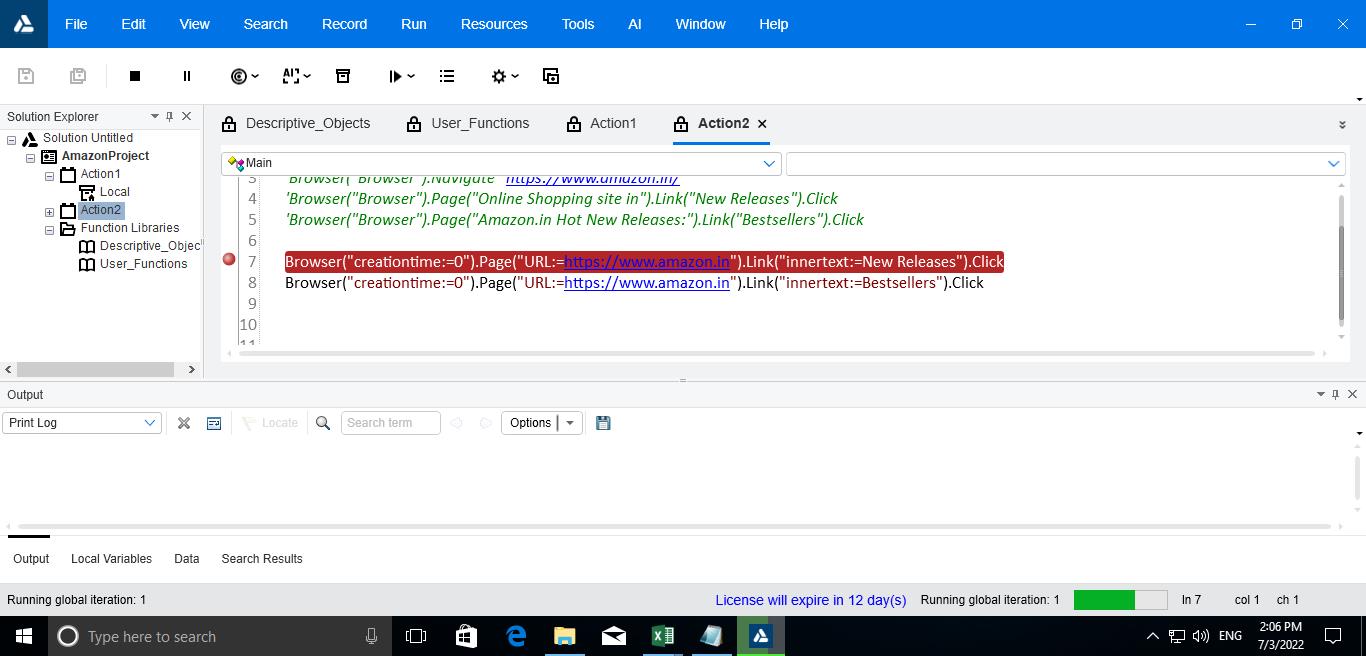 File Edit View Search Record Run Resources Tools AI Window Help
Solution Explorer
Solution Untitled
AmazonProject
Action1
Local
Action2
Function Libraries
Descriptive_Objec
User_Functions
Descriptive_Objects User_Functions Action1 Action2
Main
3 'Browser("Browser").Navigate "https://www.amazon.in/"
4 'Browser("Browser").Page("Online Shopping site in").Link("New Releases").Click
5 'Browser("Browser").Page("Amazon.in Hot New Releases:").Link("Bestsellers").Click
6
7 Browser("creationtime:=0").Page("URL:=https://www.amazon.in").Link("innertext:=New Releases").Click
8 Browser("creationtime:=0").Page("URL:=https://www.amazon.in").Link("innertext:=Bestsellers").Click
9
10
11
Output
Print Log Locate Search term Options
Output Local Variables Data Search Results
Running global iteration: 1 License will expire in 12 day(s) Running global iteration: 1 ln 7 col 1 ch 1
Type here to search ENG 2:06 PM
7/3/2022